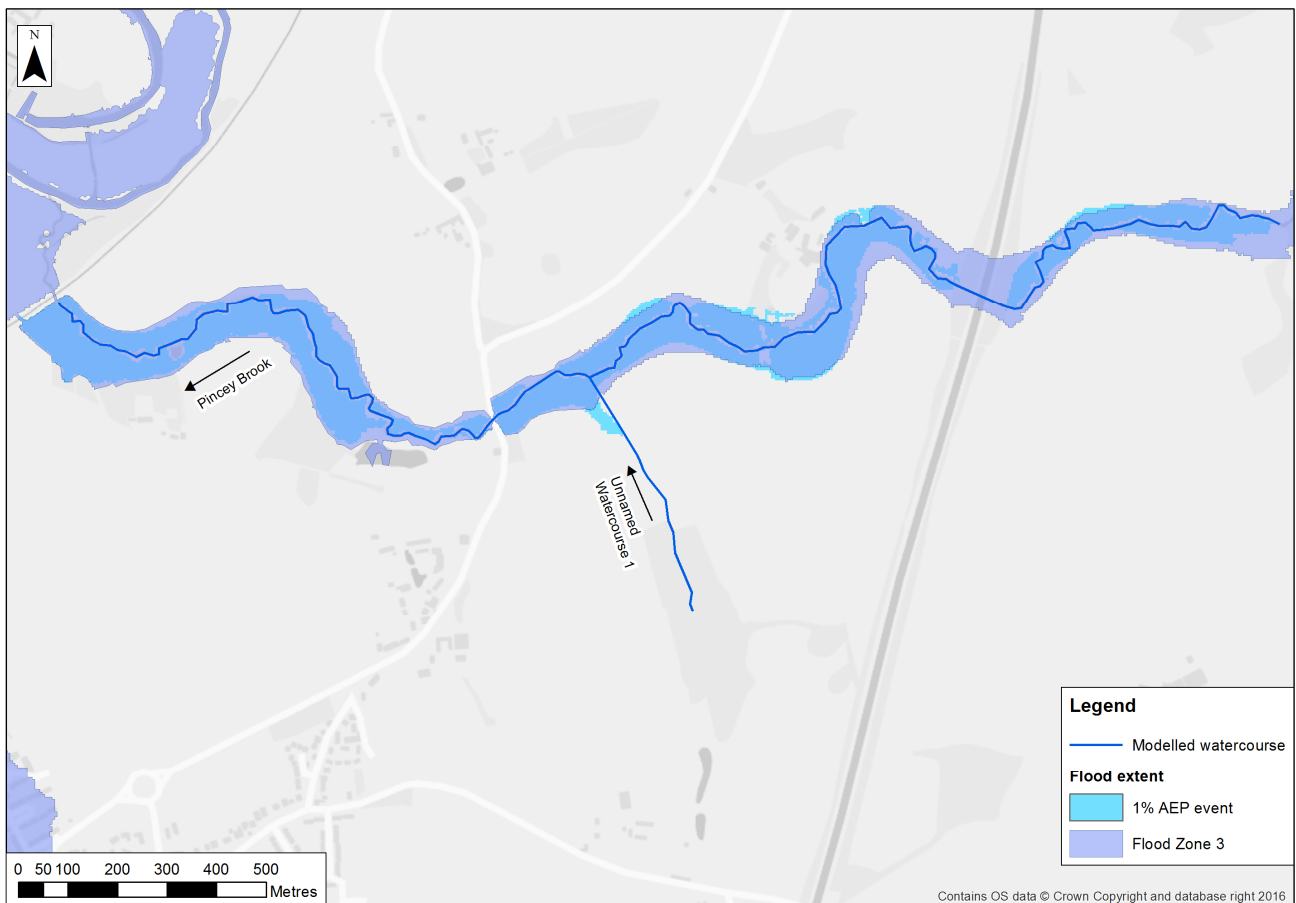 N
Pincey Brook
Unnamed
Watercourse 1
Legend
Modelled watercourse
Flood extent
1% AEP event
Flood Zone 3
0 50 100 200 300 400 500
Metres
Contains OS data © Crown Copyright and database right 2016